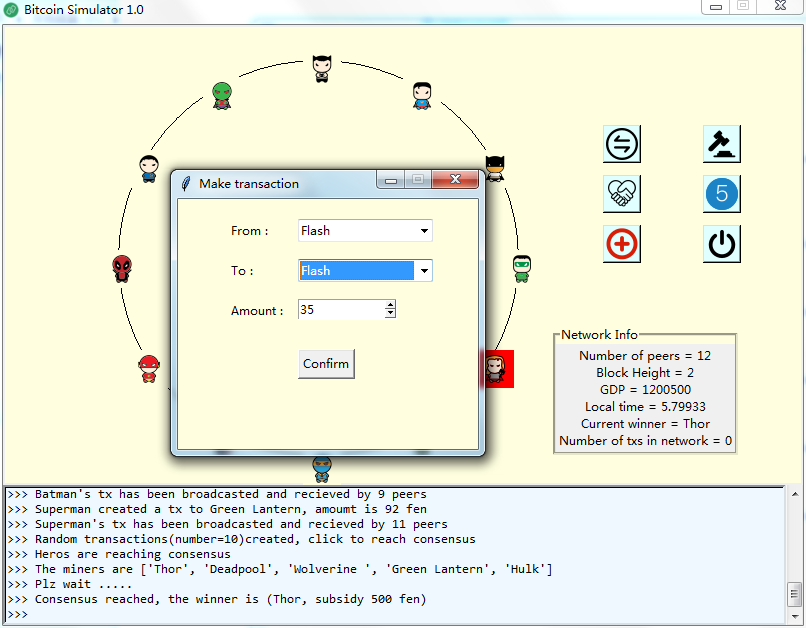 Bitcoin Simulator 1.0
Make transaction
From :
Flash
To :
Flash
Amount :
35
Confirm
5
Network Info
Number of peers = 12
Block Height = 2
GDP = 1200500
Local time = 5.79933
Current winner = Thor
Number of txs in network = 0
>>> Batman's tx has been broadcasted and recieved by 9 peers
>>> Superman created a tx to Green Lantern, amoumt is 92 fen
>>> Superman's tx has been broadcasted and recieved by 11 peers
>>> Random transactions(number=10)created, click to reach consensus
>>> Heros are reaching consensus
>>> The miners are ['Thor', 'Deadpool', 'Wolverine ', 'Green Lantern', 'Hulk']
>>> Plz wait .....
>>> Consensus reached, the winner is (Thor, subsidy 500 fen)
>>>